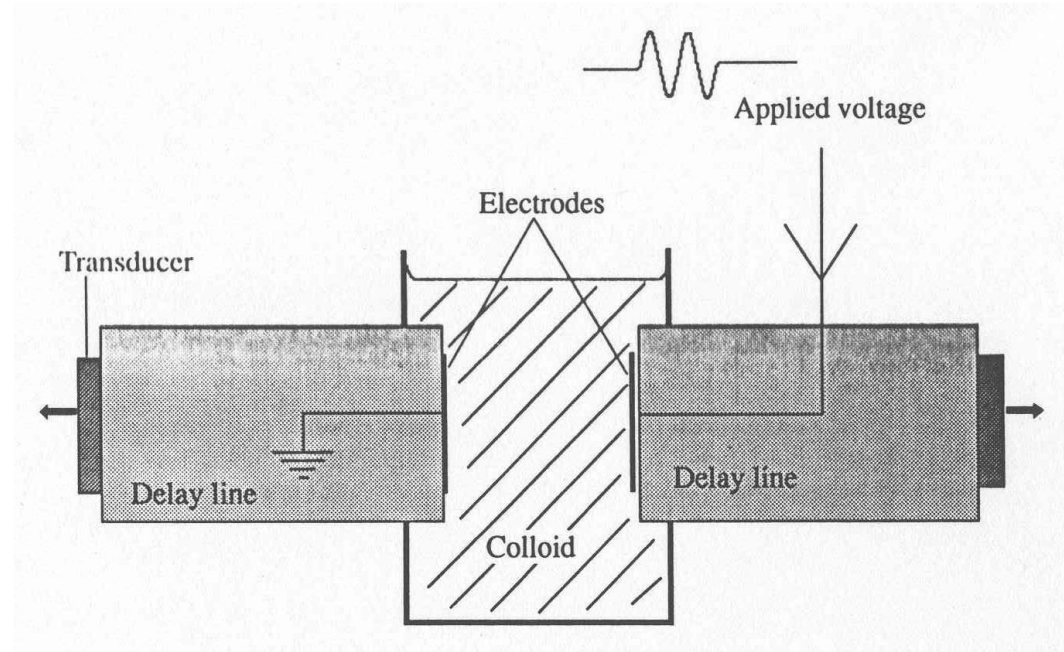 Applied voltage
Electrodes
Transducer
Delay line
Delay line
Colloid